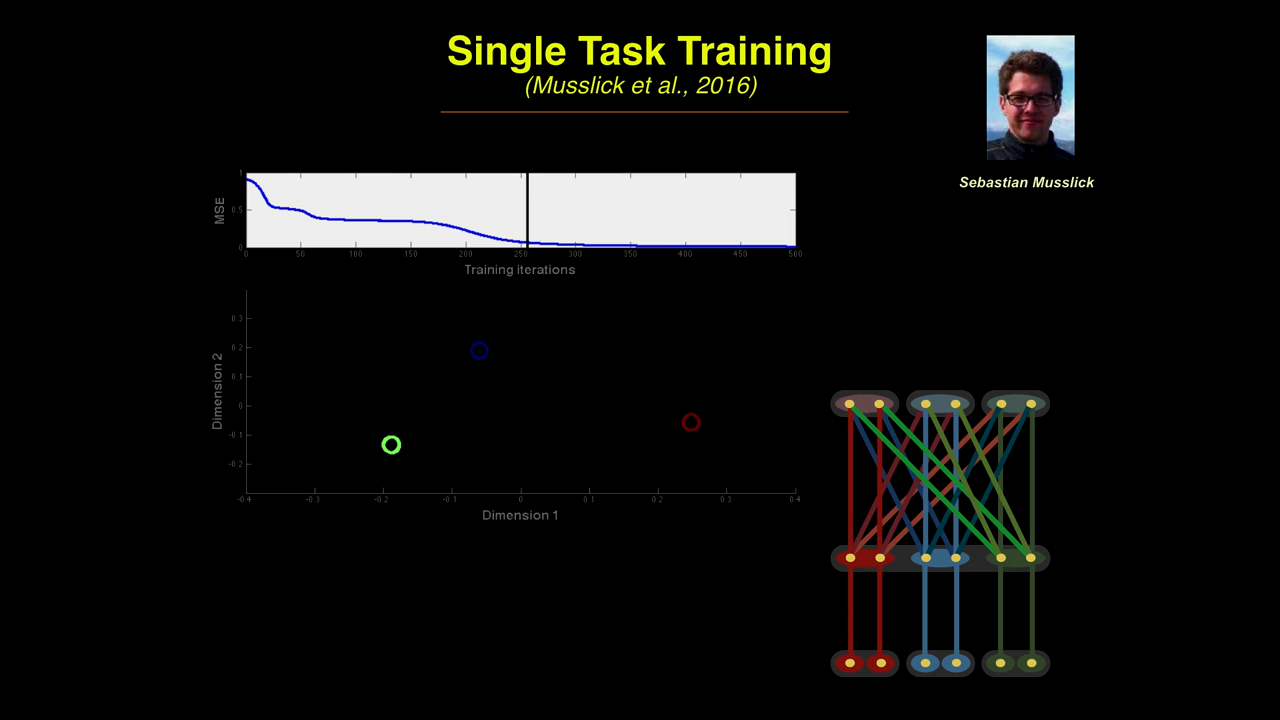 Single Task Training
(Musslick et al., 2016)
Sebastian Musslick
1
0.5
0
MSE
0 50 100 150 200 250 300 350 400 450 500
Training iterations
0.3
0.2
0.1
0
-0.1
-0.2
Dimension 2
-0.4 -0.3 -0.2 -0.1 0 0.1 0.2 0.3 0.4
Dimension 1